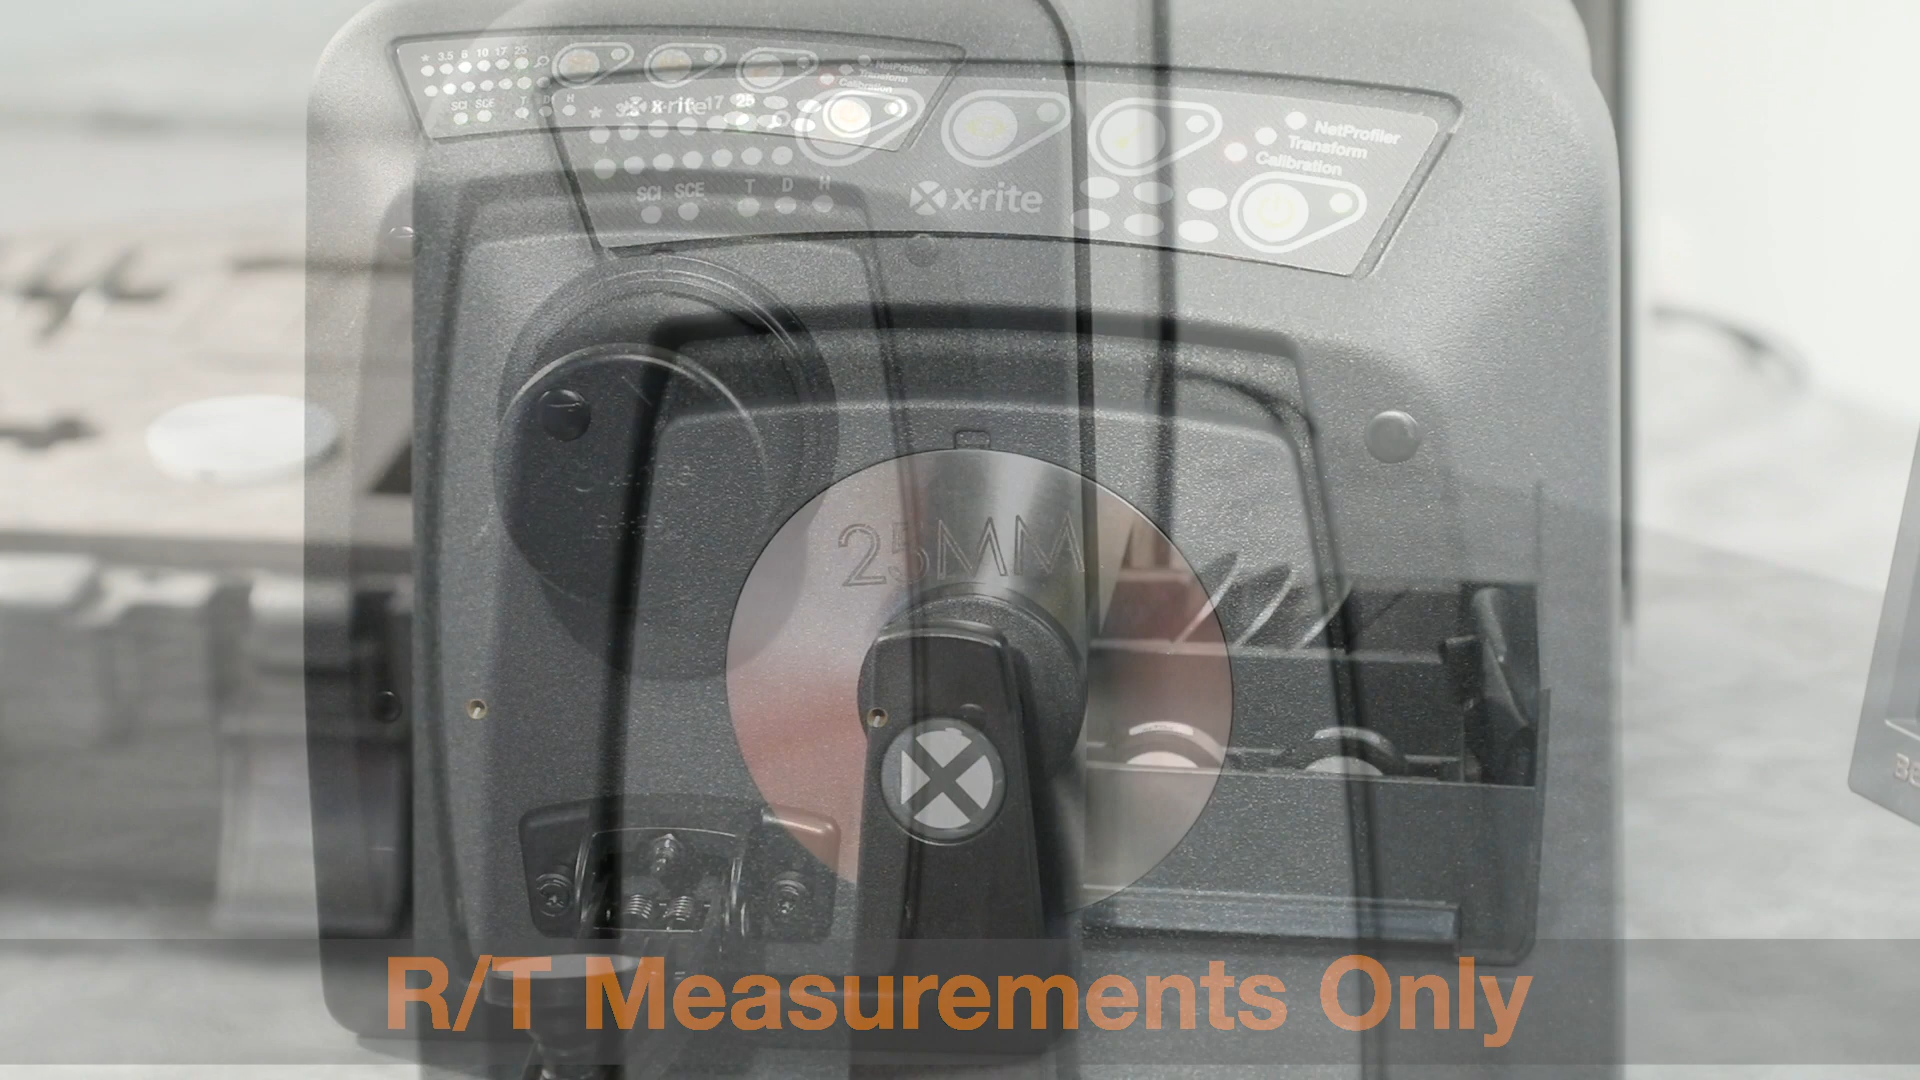 * 3.5 6 10 17 25
NetProfiler
Transform
Calibration
SCI SCE T D H
x·rite
17 25
NetProfiler
Transform
Calibration
SCI SCE T D H
x·rite
25MM
R/T Measurements Only